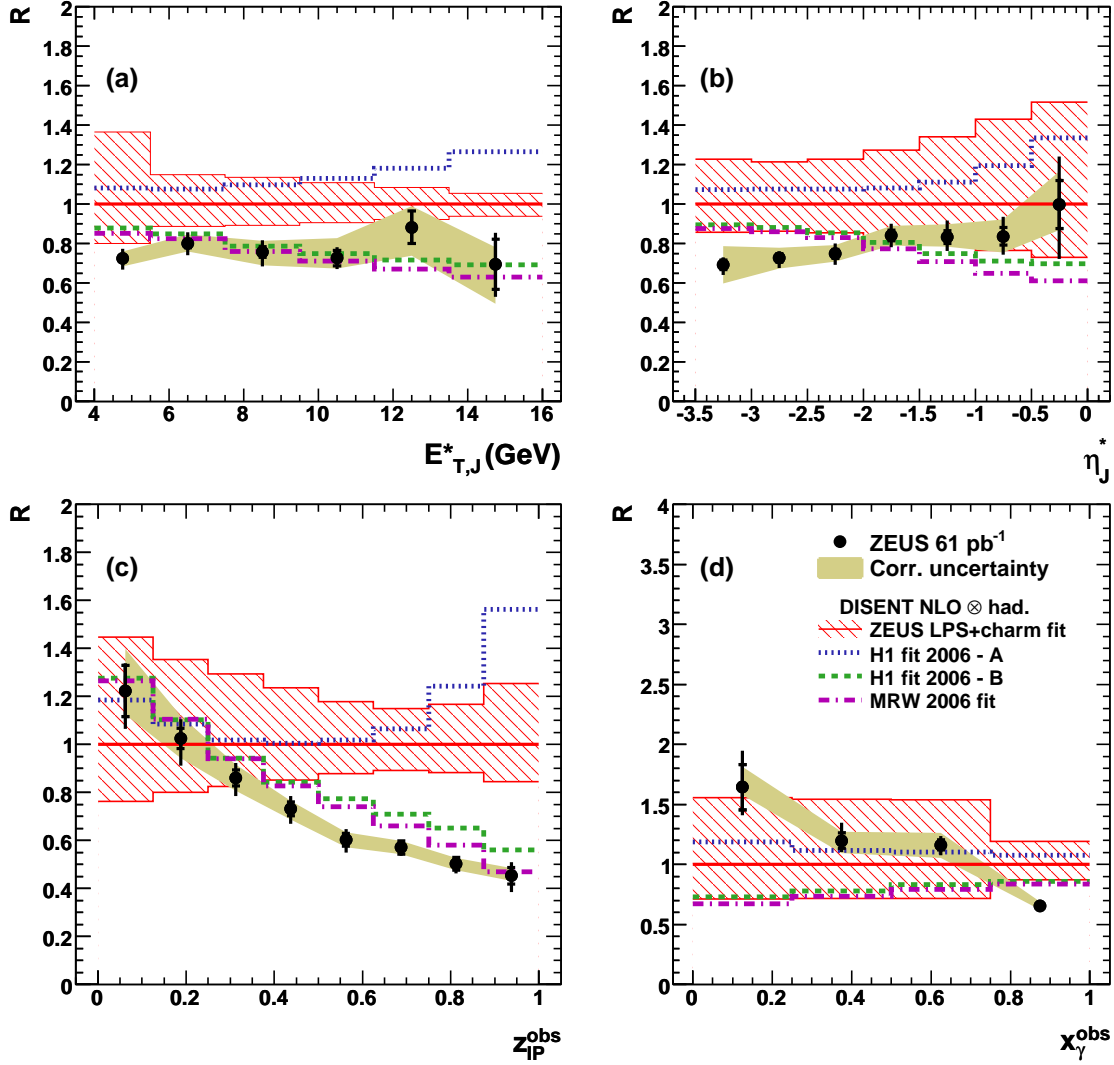 R
2
1.8
1.6
1.4
1.2
1
0.8
0.6
0.4
0.2
0
(a)
4 6 8 10 12 14 16
E*T,J(GeV)
R
2
1.8
1.6
1.4
1.2
1
0.8
0.6
0.4
0.2
0
(b)
-3.5 -3 -2.5 -2 -1.5 -1 -0.5 0
η*J
R
2
1.8
1.6
1.4
1.2
1
0.8
0.6
0.4
0.2
0
(c)
0 0.2 0.4 0.6 0.8 1
zIPobs
R
4
3.5
3
2.5
2
1.5
1
0.5
0
(d)
ZEUS 61 pb-1
Corr. uncertainty
DISENT NLO ⊗ had.
ZEUS LPS+charm fit
H1 fit 2006 - A
H1 fit 2006 - B
MRW 2006 fit
0 0.2 0.4 0.6 0.8 1
xγobs